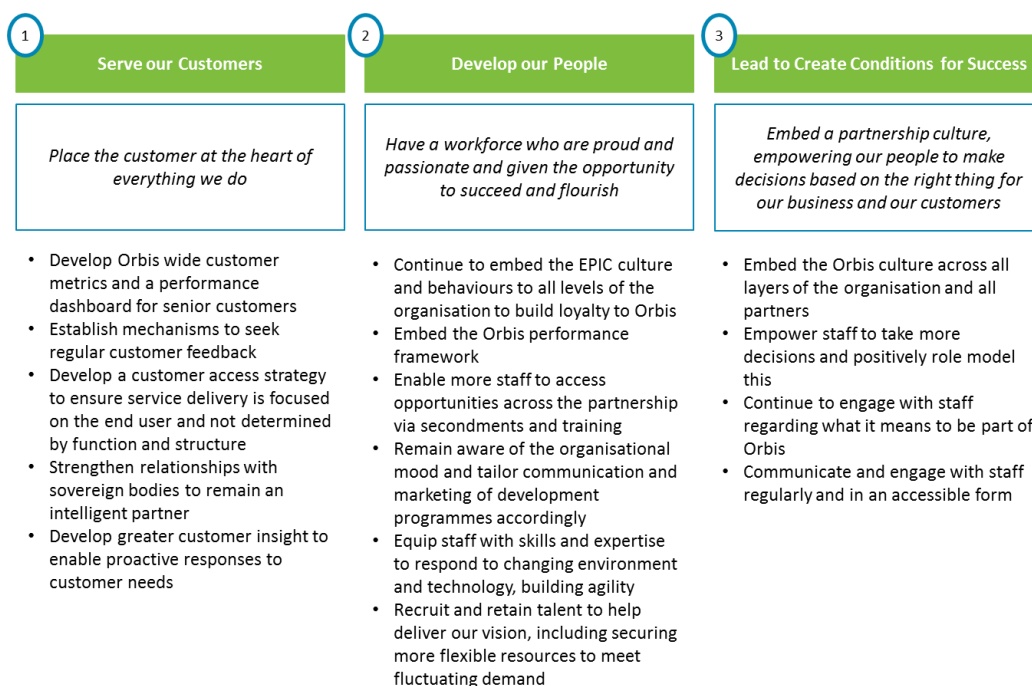 1
Serve our Customers
Place the customer at the heart of
everything we do
• Develop Orbis wide customer
metrics and a performance
dashboard for senior customers
• Establish mechanisms to seek
regular customer feedback
• Develop a customer access strategy
to ensure service delivery is focused
on the end user and not determined
by function and structure
• Strengthen relationships with
sovereign bodies to remain an
intelligent partner
• Develop greater customer insight to
enable proactive responses to
customer needs
2
Develop our People
Have a workforce who are proud and
passionate and given the opportunity
to succeed and flourish
• Continue to embed the EPIC culture
and behaviours to all levels of the
organisation to build loyalty to Orbis
• Embed the Orbis performance
framework
• Enable more staff to access
opportunities across the partnership
via secondments and training
• Remain aware of the organisational
mood and tailor communication and
marketing of development
programmes accordingly
• Equip staff with skills and expertise
to respond to changing environment
and technology, building agility
• Recruit and retain talent to help
deliver our vision, including securing
more flexible resources to meet
fluctuating demand
3
Lead to Create Conditions for Success
Embed a partnership culture,
empowering our people to make
decisions based on the right thing for
our business and our customers
• Embed the Orbis culture across all
layers of the organisation and all
partners
• Empower staff to take more
decisions and positively role model
this
• Continue to engage with staff
regarding what it means to be part of
Orbis
• Communicate and engage with staff
regularly and in an accessible form